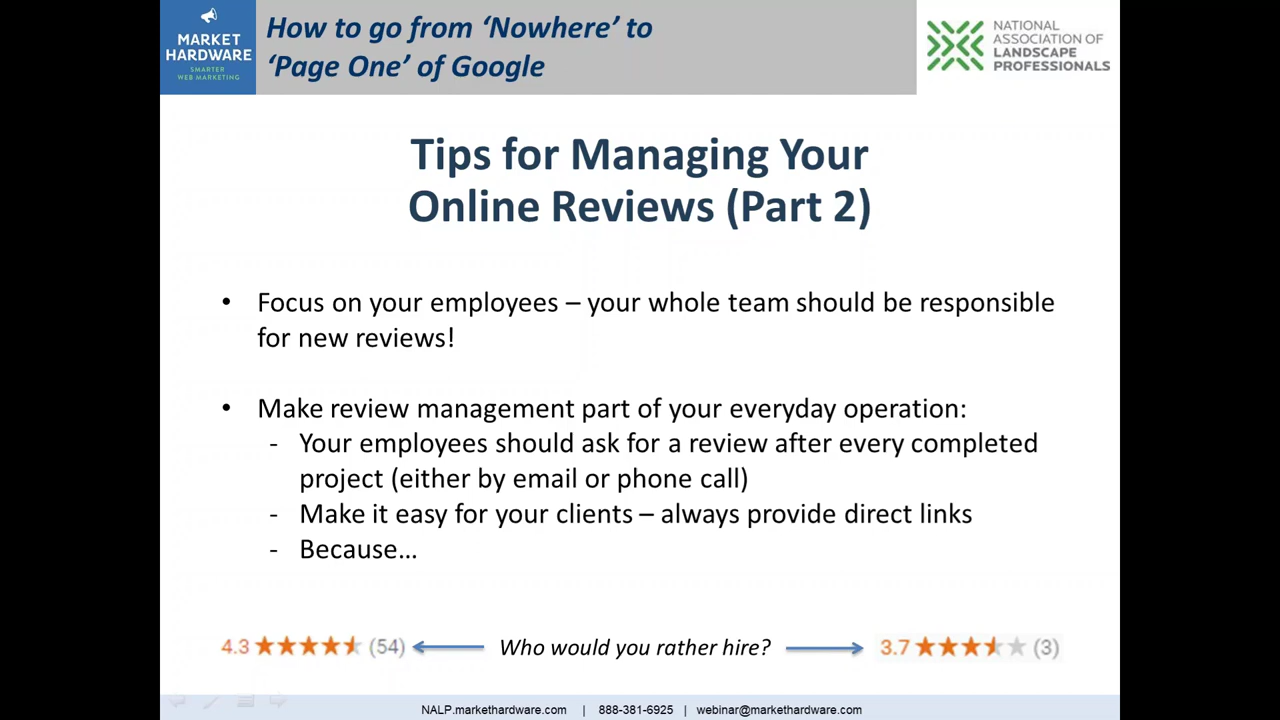 MARKET
HARDWARE
SMARTER
WEB MARKETING
How to go from ‘Nowhere’ to
‘Page One’ of Google
NATIONAL
ASSOCIATION OF
LANDSCAPE
PROFESSIONALS
Tips for Managing Your
Online Reviews (Part 2)
• Focus on your employees – your whole team should be responsible
for new reviews!
• Make review management part of your everyday operation:
- Your employees should ask for a review after every completed
project (either by email or phone call)
- Make it easy for your clients – always provide direct links
- Because…
4.3 ★★★★★ (54) Who would you rather hire? 3.7 ★★★★★ (3)
NALP.markethardware.com | 888-381-6925 | webinar@markethardware.com